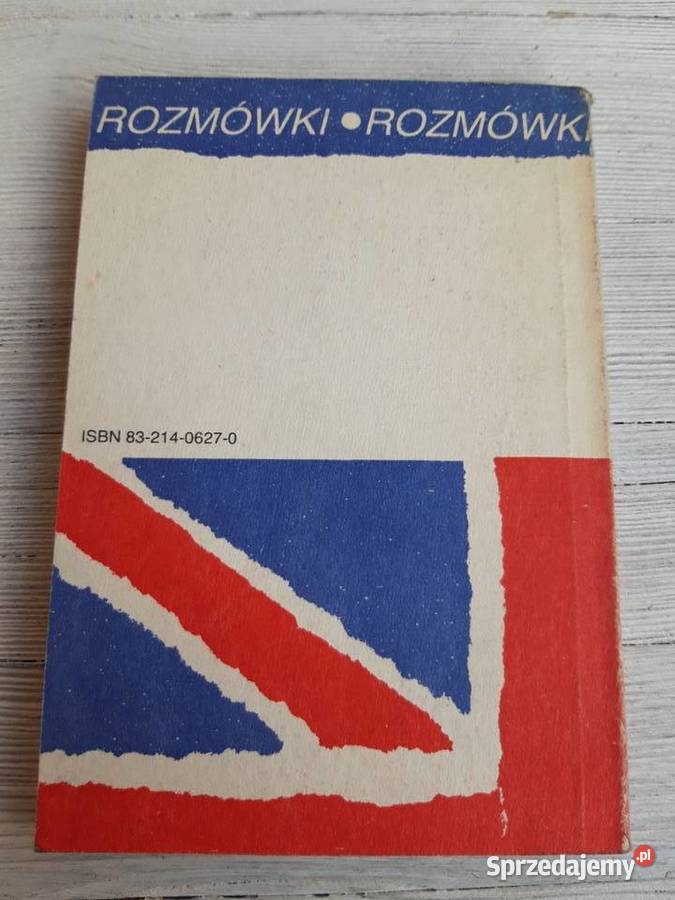 ROZMÓWKI • ROZMÓWKI
ISBN 83-214-0627-0
Sprzedajemy.pl